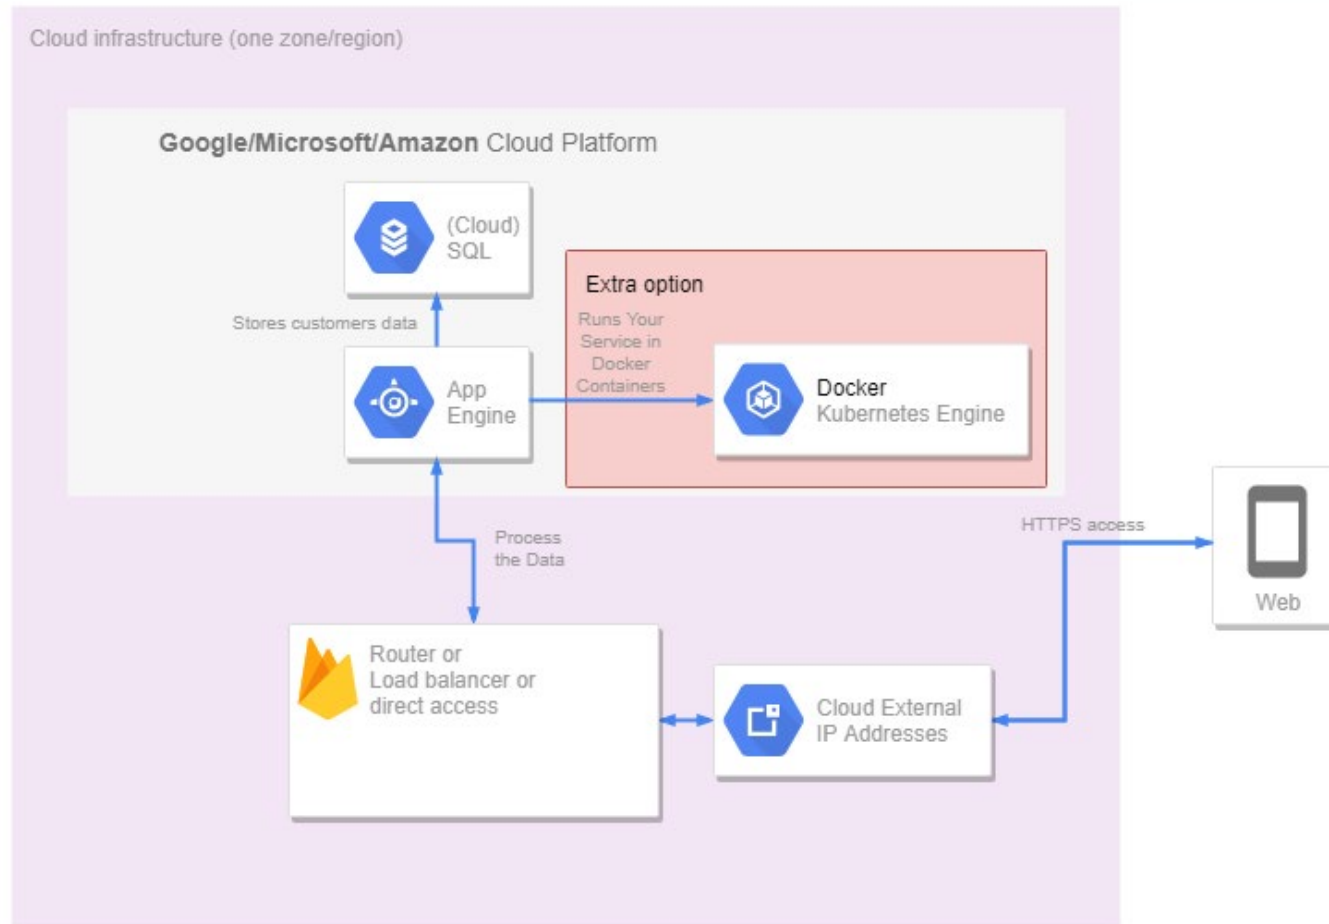 Cloud infrastructure (one zone/region)
Google/Microsoft/Amazon Cloud Platform
(Cloud)
SQL
Stores customers data
Extra option
Runs Your
Service in
Docker
Containers
App
Engine
Docker
Kubernetes Engine
Process
the Data
HTTPS access
Web
Router or
Load balancer or
direct access
Cloud External
IP Addresses